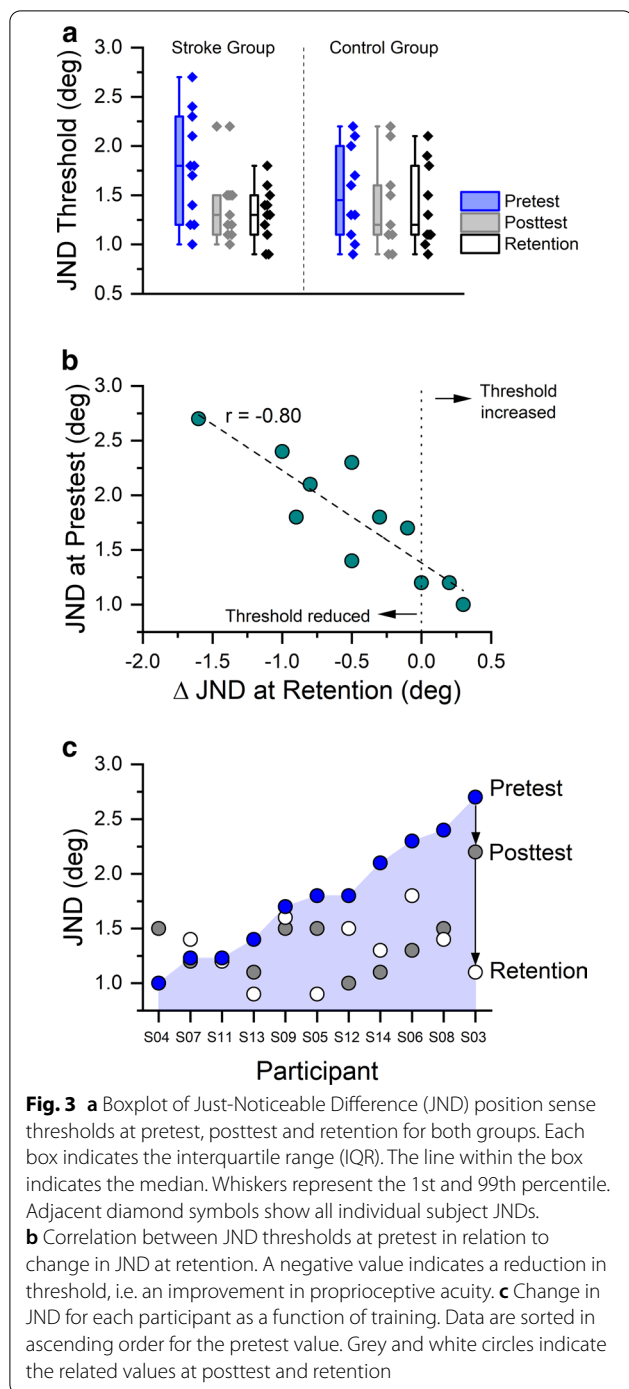 a
Stroke Group
Control Group
JND Threshold (deg)
3.0
2.5
2.0
1.5
1.0
0.5
Pretest
Posttest
Retention
b
JND at Prestest (deg)
3.0
2.5
2.0
1.5
1.0
r = -0.80
Threshold
increased
Threshold reduced
-2.0 -1.5 -1.0 -0.5 0.0 0.5
Δ JND at Retention (deg)
c
JND (deg)
3.0
2.5
2.0
1.5
1.0
Pretest
Posttest
Retention
S04 S07 S11 S13 S09 S05 S12 S14 S06 S08 S03
Participant
Fig. 3 a Boxplot of Just-Noticeable Difference (JND) position sense
thresholds at pretest, posttest and retention for both groups. Each
box indicates the interquartile range (IQR). The line within the box
indicates the median. Whiskers represent the 1st and 99th percentile.
Adjacent diamond symbols show all individual subject JNDs.
b Correlation between JND thresholds at pretest in relation to
change in JND at retention. A negative value indicates a reduction in
threshold, i.e. an improvement in proprioceptive acuity. c Change in
JND for each participant as a function of training. Data are sorted in
ascending order for the pretest value. Grey and white circles indicate
the related values at posttest and retention